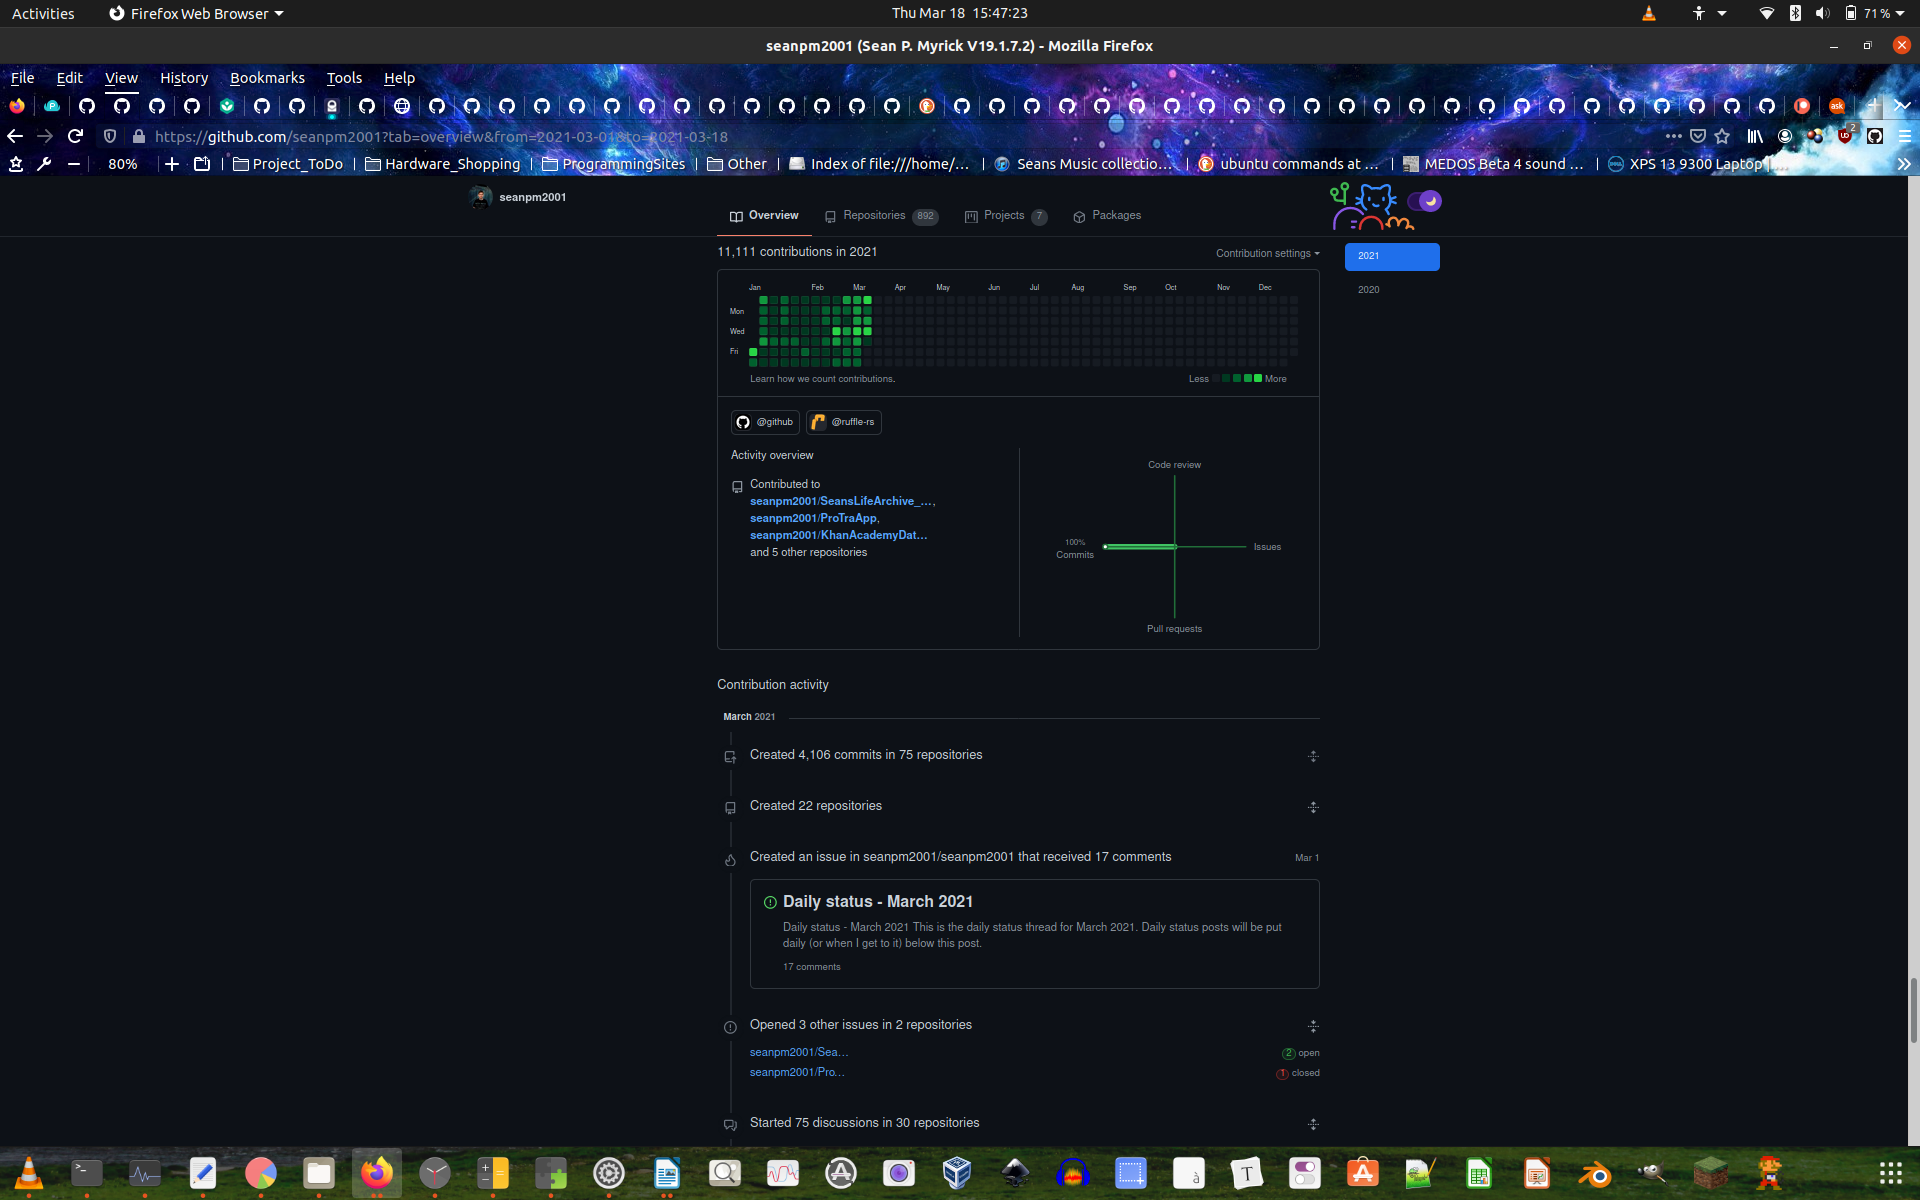 Activities
Firefox Web Browser
Thu Mar 18 15:47:23
71 %
seanpm2001 (Sean P. Myrick V19.1.7.2) - Mozilla Firefox
File Edit View History Bookmarks Tools Help
https://github.com/seanpm2001?tab=overview&from=2021-03-01&to=2021-03-18
2
80%
Project_ToDo
Hardware_Shopping
ProgrammingSites
Other
Index of file:///home/...
Seans Music collectio...
ubuntu commands at ...
MEDOS Beta 4 sound ...
XPS 13 9300 Laptop
seanpm2001
Overview
Repositories 892
Projects 7
Packages
11,111 contributions in 2021
Contribution settings
2021
2020
Jan Feb Mar Apr May Jun Jul Aug Sep Oct Nov Dec
Mon
Wed
Fri
Learn how we count contributions.
Less More
@github
@ruffle-rs
Activity overview
Contributed to
seanpm2001/SeansLifeArchive_...,
seanpm2001/ProTraApp,
seanpm2001/KhanAcademyDat...
and 5 other repositories
Code review
100%
Commits
Issues
Pull requests
Contribution activity
March 2021
Created 4,106 commits in 75 repositories
Created 22 repositories
Created an issue in seanpm2001/seanpm2001 that received 17 comments
Mar 1
Daily status - March 2021
Daily status - March 2021 This is the daily status thread for March 2021. Daily status posts will be put
daily (or when I get to it) below this post.
17 comments
Opened 3 other issues in 2 repositories
seanpm2001/Sea...
2 open
seanpm2001/Pro...
1 closed
Started 75 discussions in 30 repositories